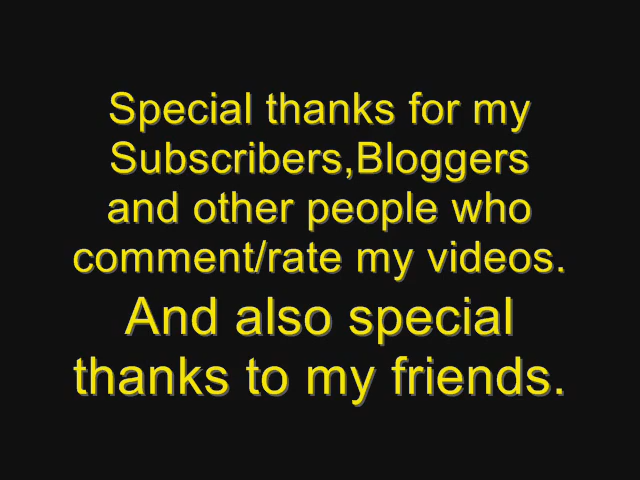 Special thanks for my
Subscribers,Bloggers
and other people who
comment/rate my videos.
And also special
thanks to my friends.